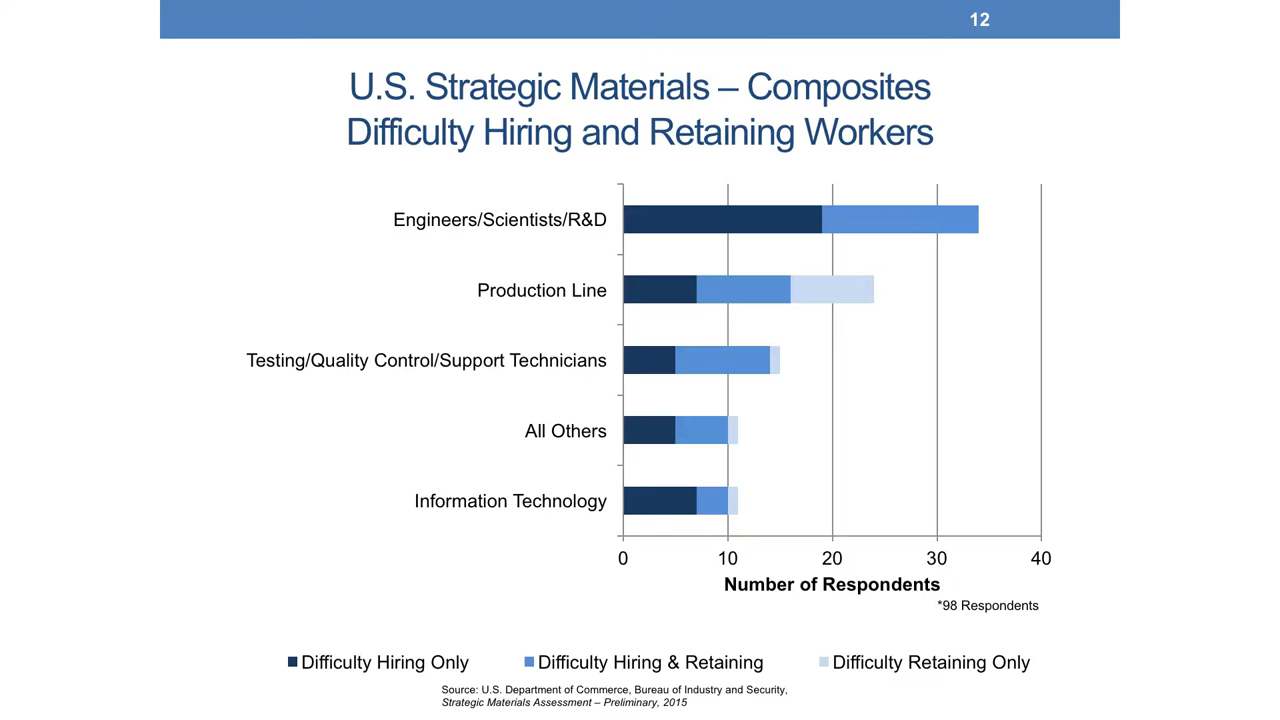 12
U.S. Strategic Materials – Composites
Difficulty Hiring and Retaining Workers
Engineers/Scientists/R&D
Production Line
Testing/Quality Control/Support Technicians
All Others
Information Technology
0 10 20 30 40
Number of Respondents
*98 Respondents
Difficulty Hiring Only Difficulty Hiring & Retaining Difficulty Retaining Only
Source: U.S. Department of Commerce, Bureau of Industry and Security,
Strategic Materials Assessment – Preliminary, 2015